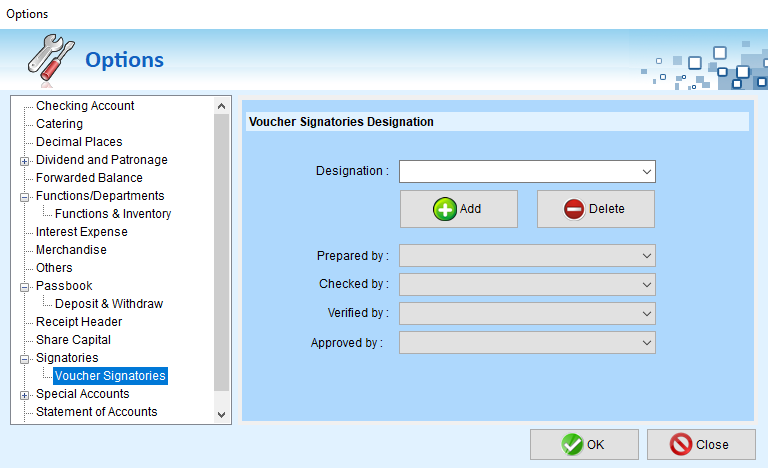 Options
Options
Checking Account
Catering
Decimal Places
Dividend and Patronage
Forwarded Balance
Functions/Departments
Functions & Inventory
Interest Expense
Merchandise
Others
Passbook
Deposit & Withdraw
Receipt Header
Share Capital
Signatories
Voucher Signatories
Special Accounts
Statement of Accounts
Voucher Signatories Designation
Designation :
Add
Delete
Prepared by :
Checked by :
Verified by :
Approved by :
OK
Close